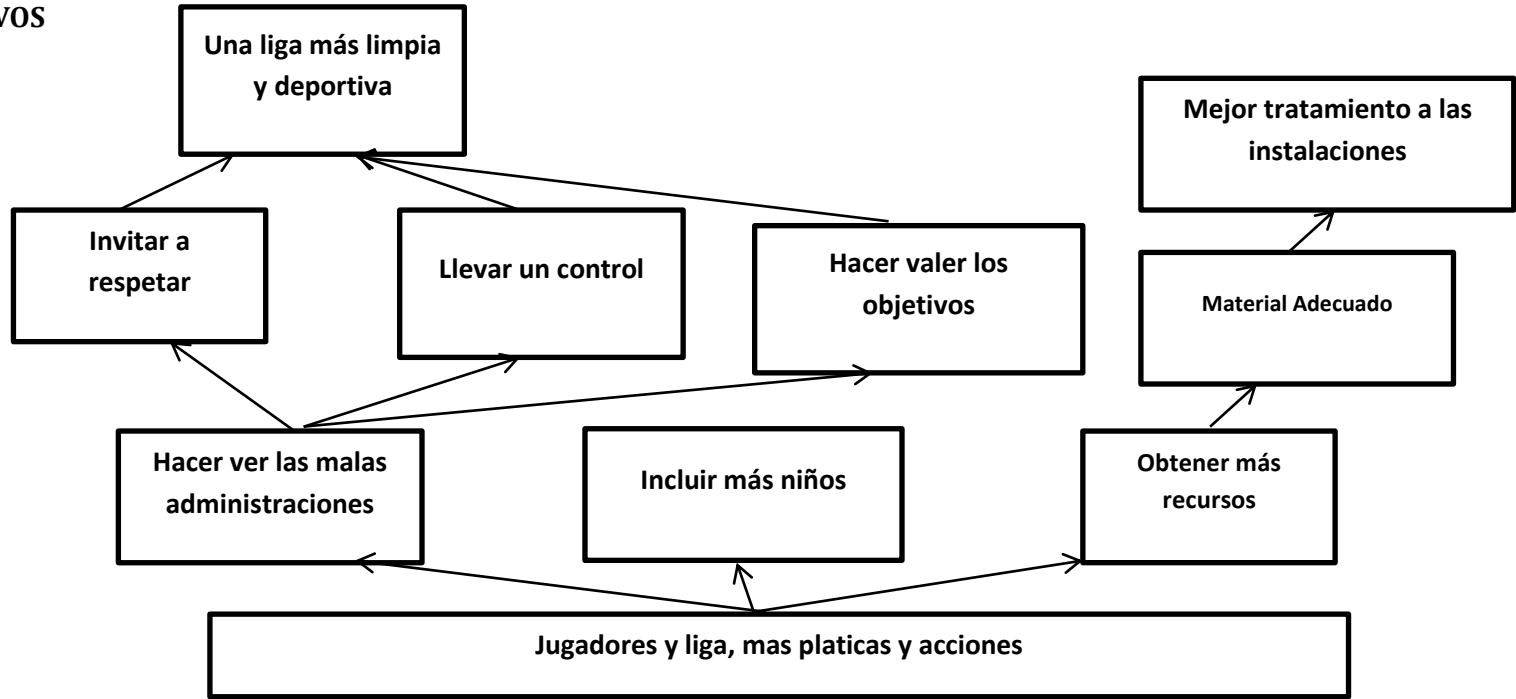 VOS
Una liga más limpia
y deportiva
Mejor tratamiento a las
instalaciones
Invitar a
respetar
Llevar un control
Hacer valer los
objetivos
Material Adecuado
Hacer ver las malas
administraciones
Incluir más niños
Obtener más
recursos
Jugadores y liga, mas platicas y acciones